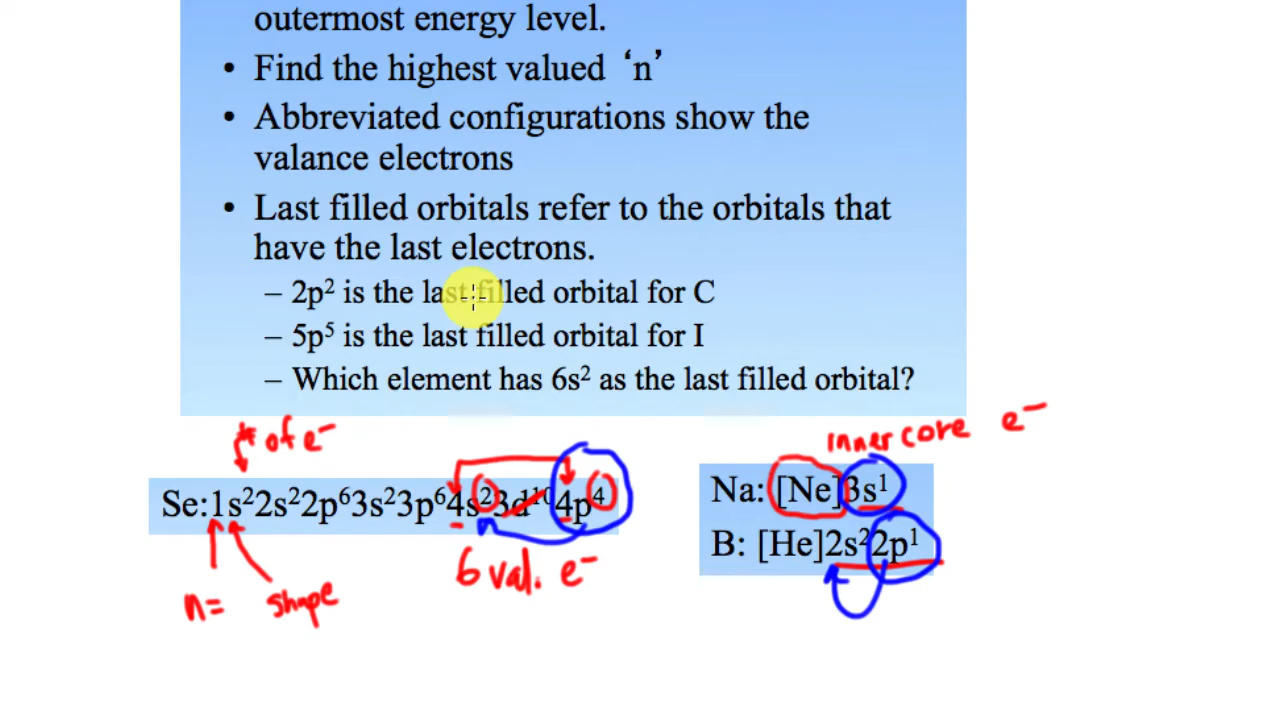 outermost energy level.
• Find the highest valued ‘n’
• Abbreviated configurations show the
valance electrons
• Last filled orbitals refer to the orbitals that
have the last electrons.
– 2p² is the last filled orbital for C
– 5p⁵ is the last filled orbital for I
– Which element has 6s² as the last filled orbital?
# of e⁻
inner core e⁻
Se:1s²2s²2p⁶3s²3p⁶4s²3d¹⁰4p⁴
Na: [Ne]3s¹
B: [He]2s²2p¹
6 val. e⁻
n=
shape